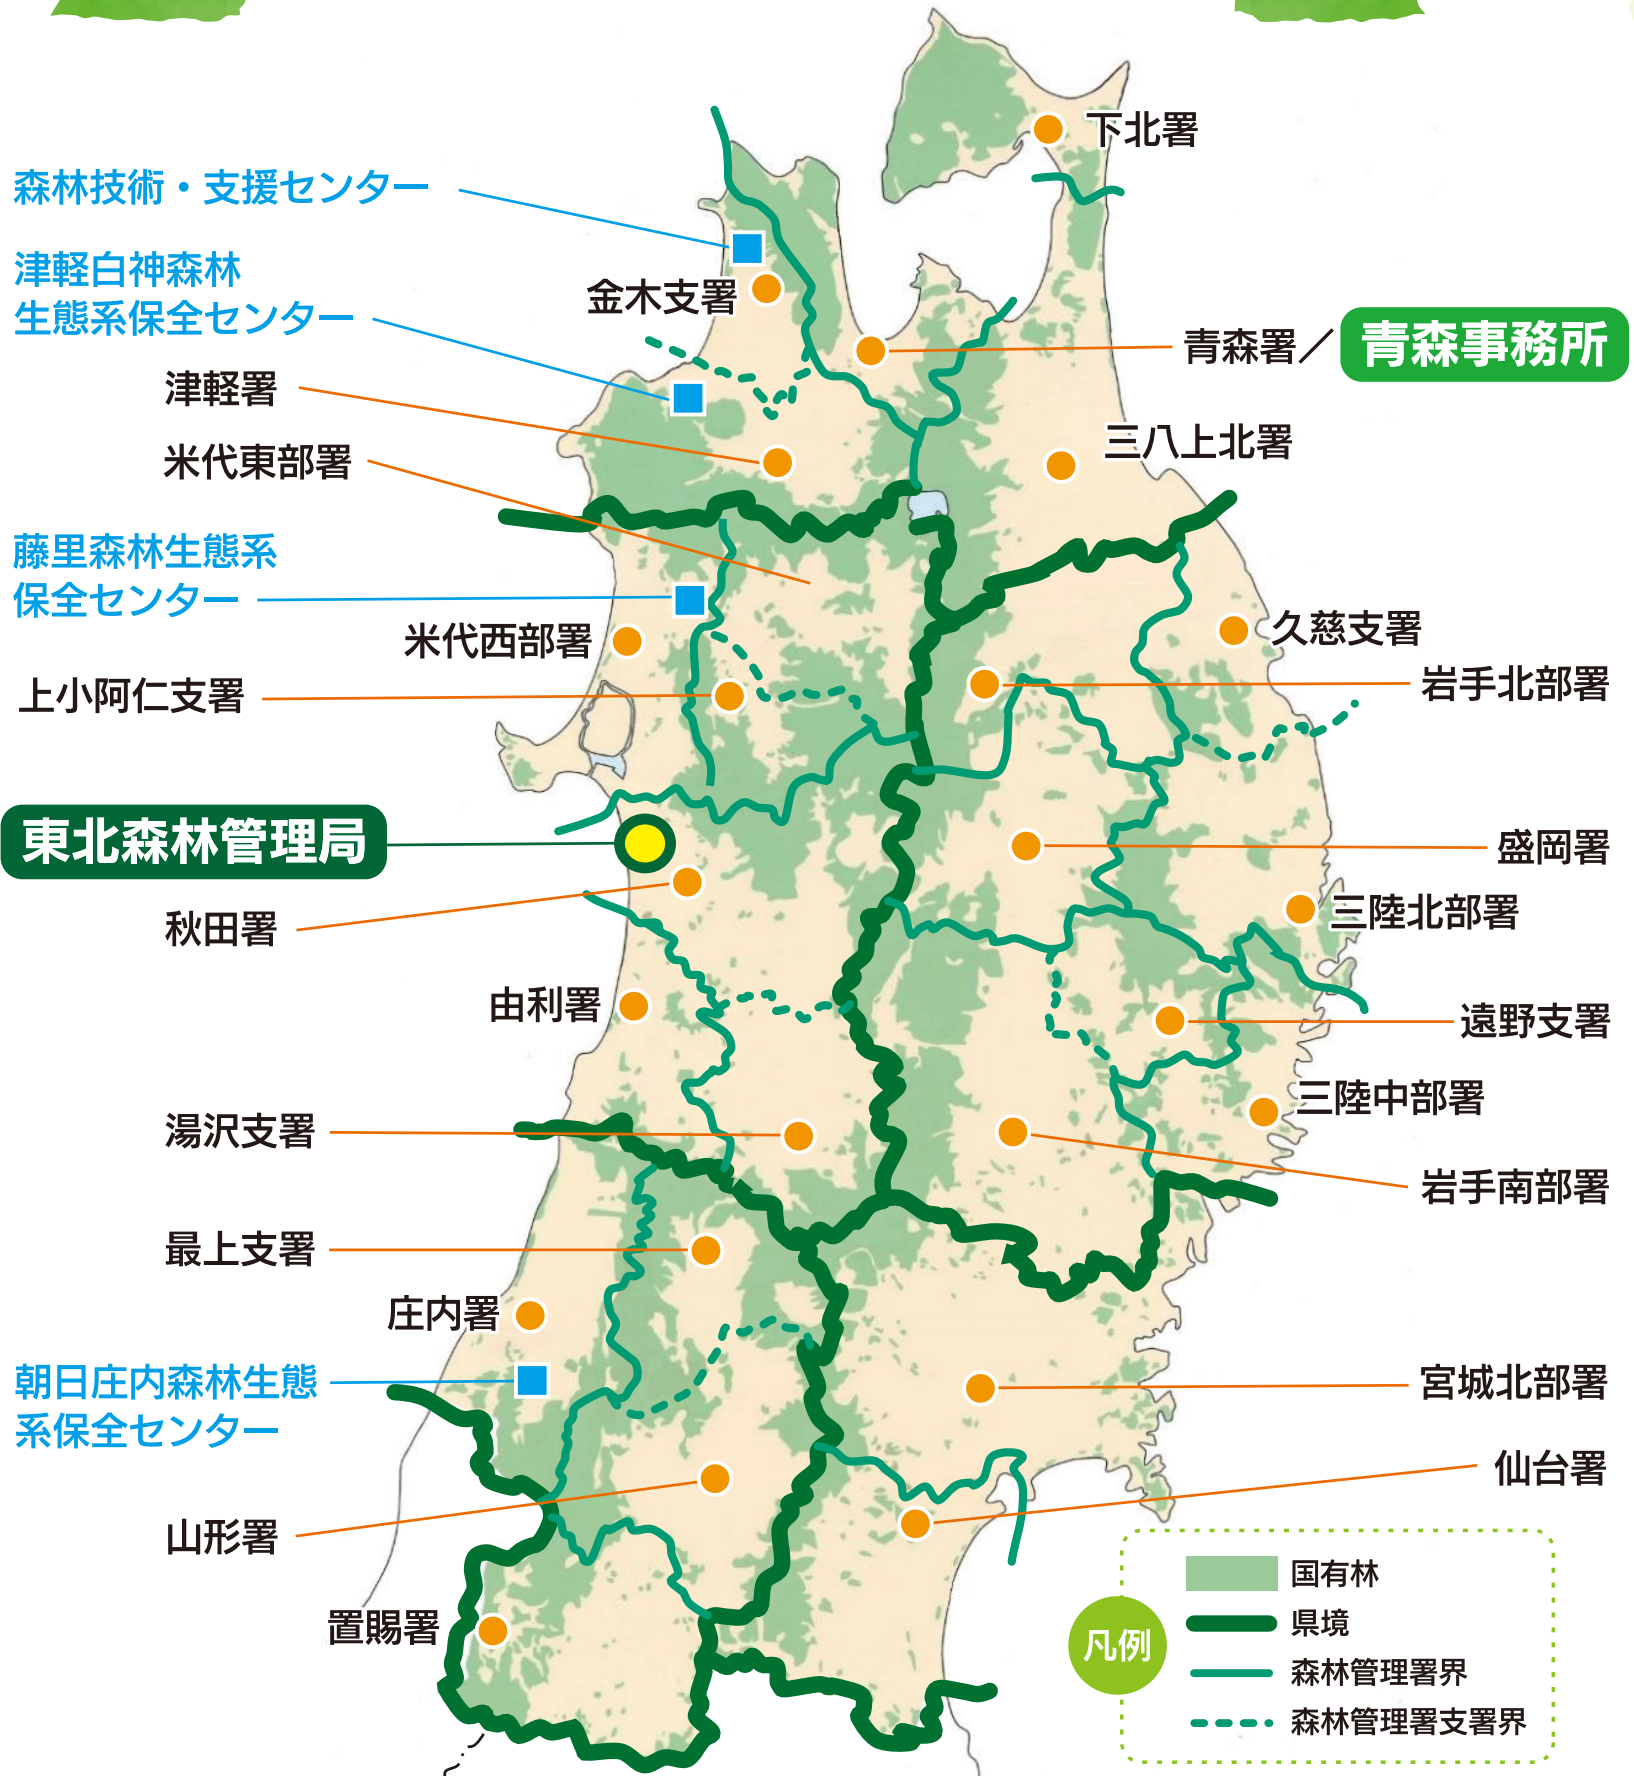 下北署
森林技術・支援センター
津軽白神森林
生態系保全センター
金木支署
青森署／青森事務所
津軽署
三八上北署
米代東部署
藤里森林生態系
保全センター
久慈支署
米代西部署
岩手北部署
上小阿仁支署
東北森林管理局
盛岡署
秋田署
三陸北部署
由利署
遠野支署
三陸中部署
湯沢支署
岩手南部署
最上支署
庄内署
朝日庄内森林生態
系保全センター
宮城北部署
仙台署
山形署
置賜署
凡例
国有林
県境
森林管理署界
森林管理署支署界